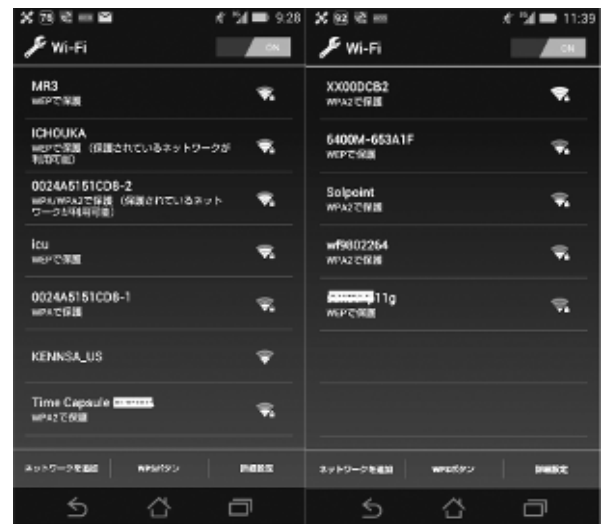 78
9:28
Wi-Fi
ON
MR3
WEPで保護
ICHOUKA
WEPで保護（保護されているネットワークが
利用可能）
0024A5151CD8-2
WPA/WPA2で保護（保護されているネット
ワークが利用可能）
icu
WEPで保護
0024A5151CD8-1
WPAで保護
KENNSA_US
Time Capsule
WPA2で保護
ネットワークを追加
WPSボタン
詳細設定
92
11:39
Wi-Fi
ON
XX00DCB2
WPA2で保護
6400M-653A1F
WEPで保護
Solpoint
WPA2で保護
wf9802264
WPA2で保護
11g
WEPで保護
ネットワークを追加
WPSボタン
詳細設定